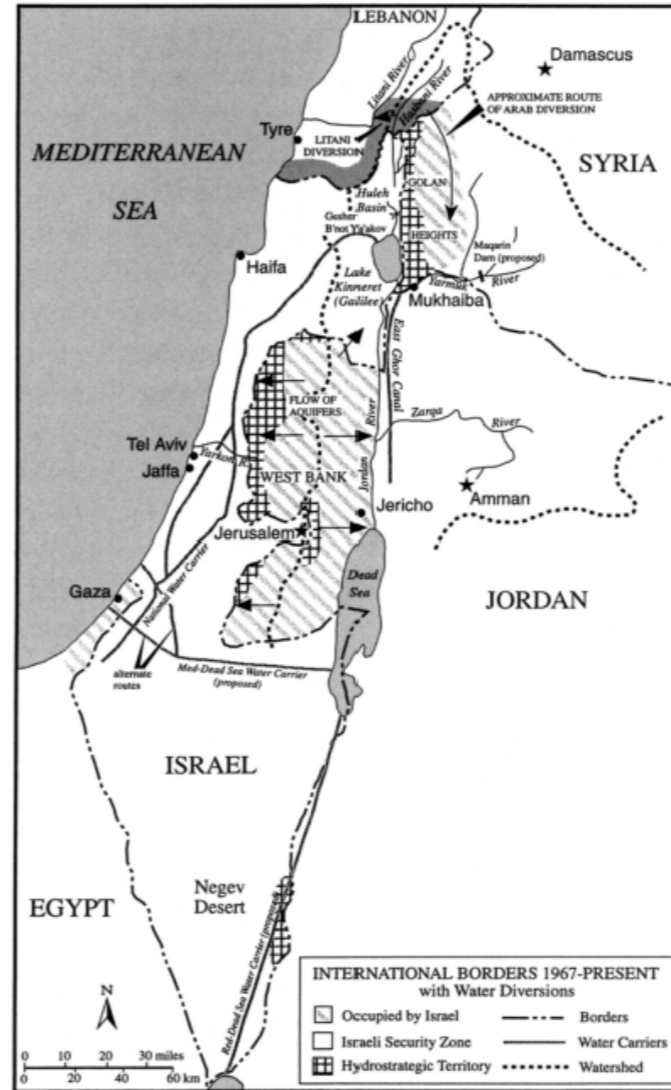 LEBANON
Damascus
Litani River
Hasbani River
APPROXIMATE ROUTE
OF ARAB DIVERSION
Tyre
LITANI
DIVERSION
MEDITERRANEAN
SEA
SYRIA
GOLAN
HEIGHTS
Huleh
Basin
Gesher
B'not Ya'akov
Maqarin
Dam (proposed)
Haifa
Lake
Kinneret
(Galilee)
Yarmuk River
Mukhaiba
East Ghor Canal
FLOW OF
AQUIFERS
Jordan River
Zarqa River
Tel Aviv
Yarkon R.
Jaffa
WEST BANK
Jericho
Amman
Jerusalem
National Water Carrier
Dead
Sea
Gaza
JORDAN
alternate
routes
Med-Dead Sea Water Carrier
(proposed)
ISRAEL
Negev
Desert
EGYPT
Red-Dead Sea Water Carrier (proposed)
N
0 10 20 30 miles
0 20 40 60 km
INTERNATIONAL BORDERS 1967-PRESENT
with Water Diversions
Occupied by Israel
Borders
Israeli Security Zone
Water Carriers
Hydrostrategic Territory
Watershed